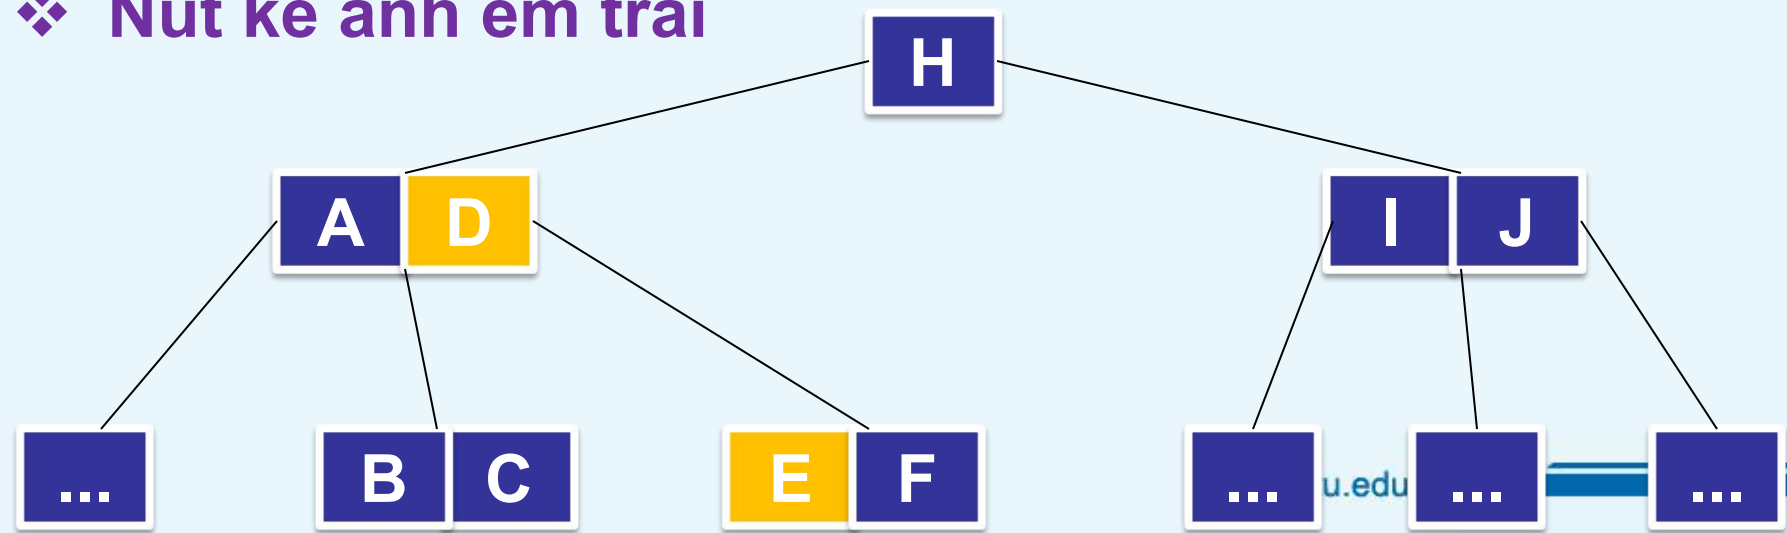 ❖ Nút kề anh em trái
H
A D
I J
... B C E F ... u.edu ... ...